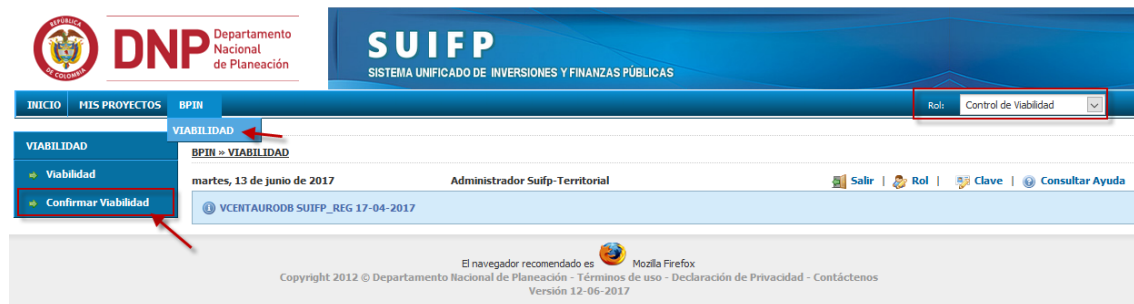 REPÚBLICA
DE COLOMBIA
DNP Departamento
Nacional
de Planeación
SUIFP
SISTEMA UNIFICADO DE INVERSIONES Y FINANZAS PÚBLICAS
INICIO MIS PROYECTOS BPIN Rol: Control de Viabilidad
VIABILIDAD
VIABILIDAD
BPIN » VIABILIDAD
Viabilidad
martes, 13 de junio de 2017 Administrador Suifp-Territorial Salir | Rol | Clave | Consultar Ayuda
Confirmar Viabilidad
VCENTAURODB SUIFP_REG 17-04-2017
El navegador recomendado es Mozilla Firefox
Copyright 2012 © Departamento Nacional de Planeación - Términos de uso - Declaración de Privacidad - Contáctenos
Versión 12-06-2017